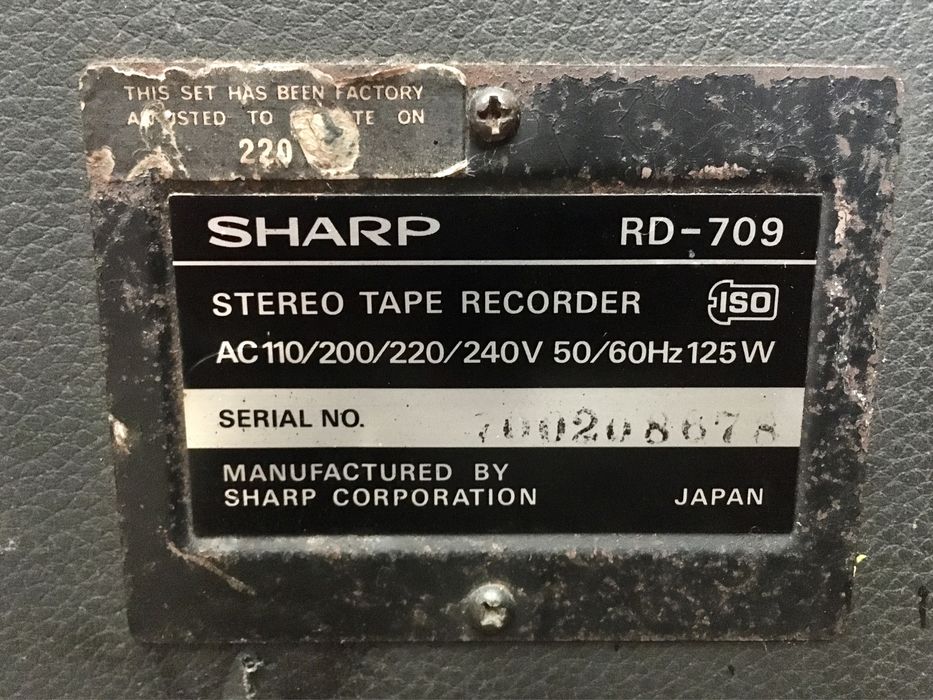 THIS SET HAS BEEN FACTORY
TO ON
220
SHARP RD-709
STEREO TAPE RECORDER ISO
AC110/200/220/240V 50/60Hz 125W
SERIAL NO.
MANUFACTURED BY
SHARP CORPORATION JAPAN